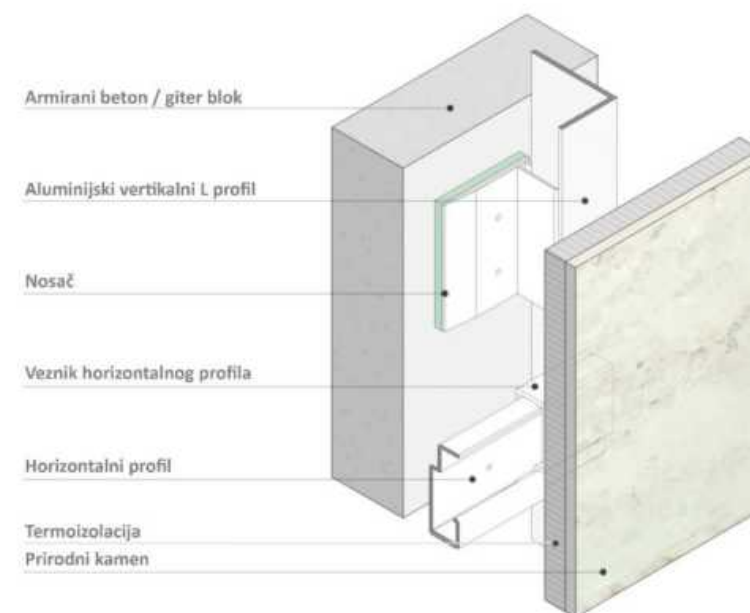 Armirani beton / giter blok
Aluminijski vertikalni L profil
Nosač
Veznik horizontalnog profila
Horizontalni profil
Termoizolacija
Prirodni kamen